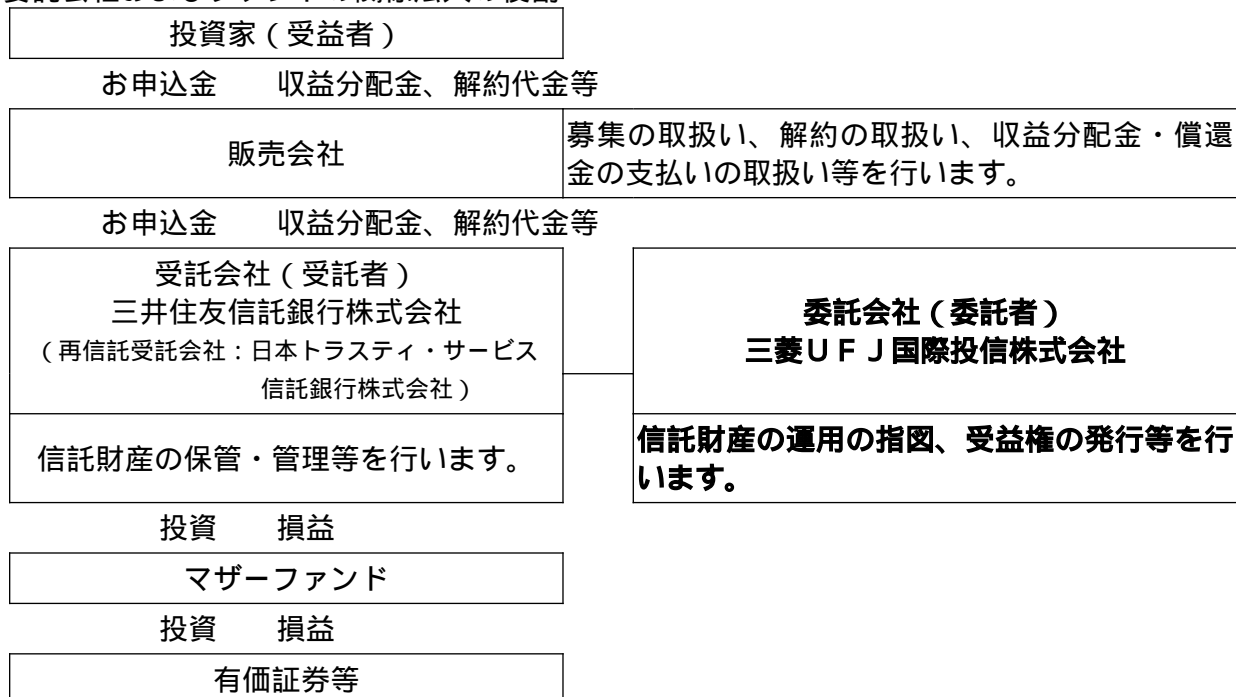 投資家（受益者）
お申込金　　収益分配金、解約代金等
販売会社
募集の取扱い、解約の取扱い、収益分配金・償還
金の支払いの取扱い等を行います。
お申込金　　収益分配金、解約代金等
受託会社（受託者）
三井住友信託銀行株式会社
（再信託受託会社：日本トラスティ・サービス
信託銀行株式会社）
委託会社（委託者）
三菱ＵＦＪ国際投信株式会社
信託財産の保管・管理等を行います。
信託財産の運用の指図、受益権の発行等を行
います。
投資　　損益
マザーファンド
投資　　損益
有価証券等